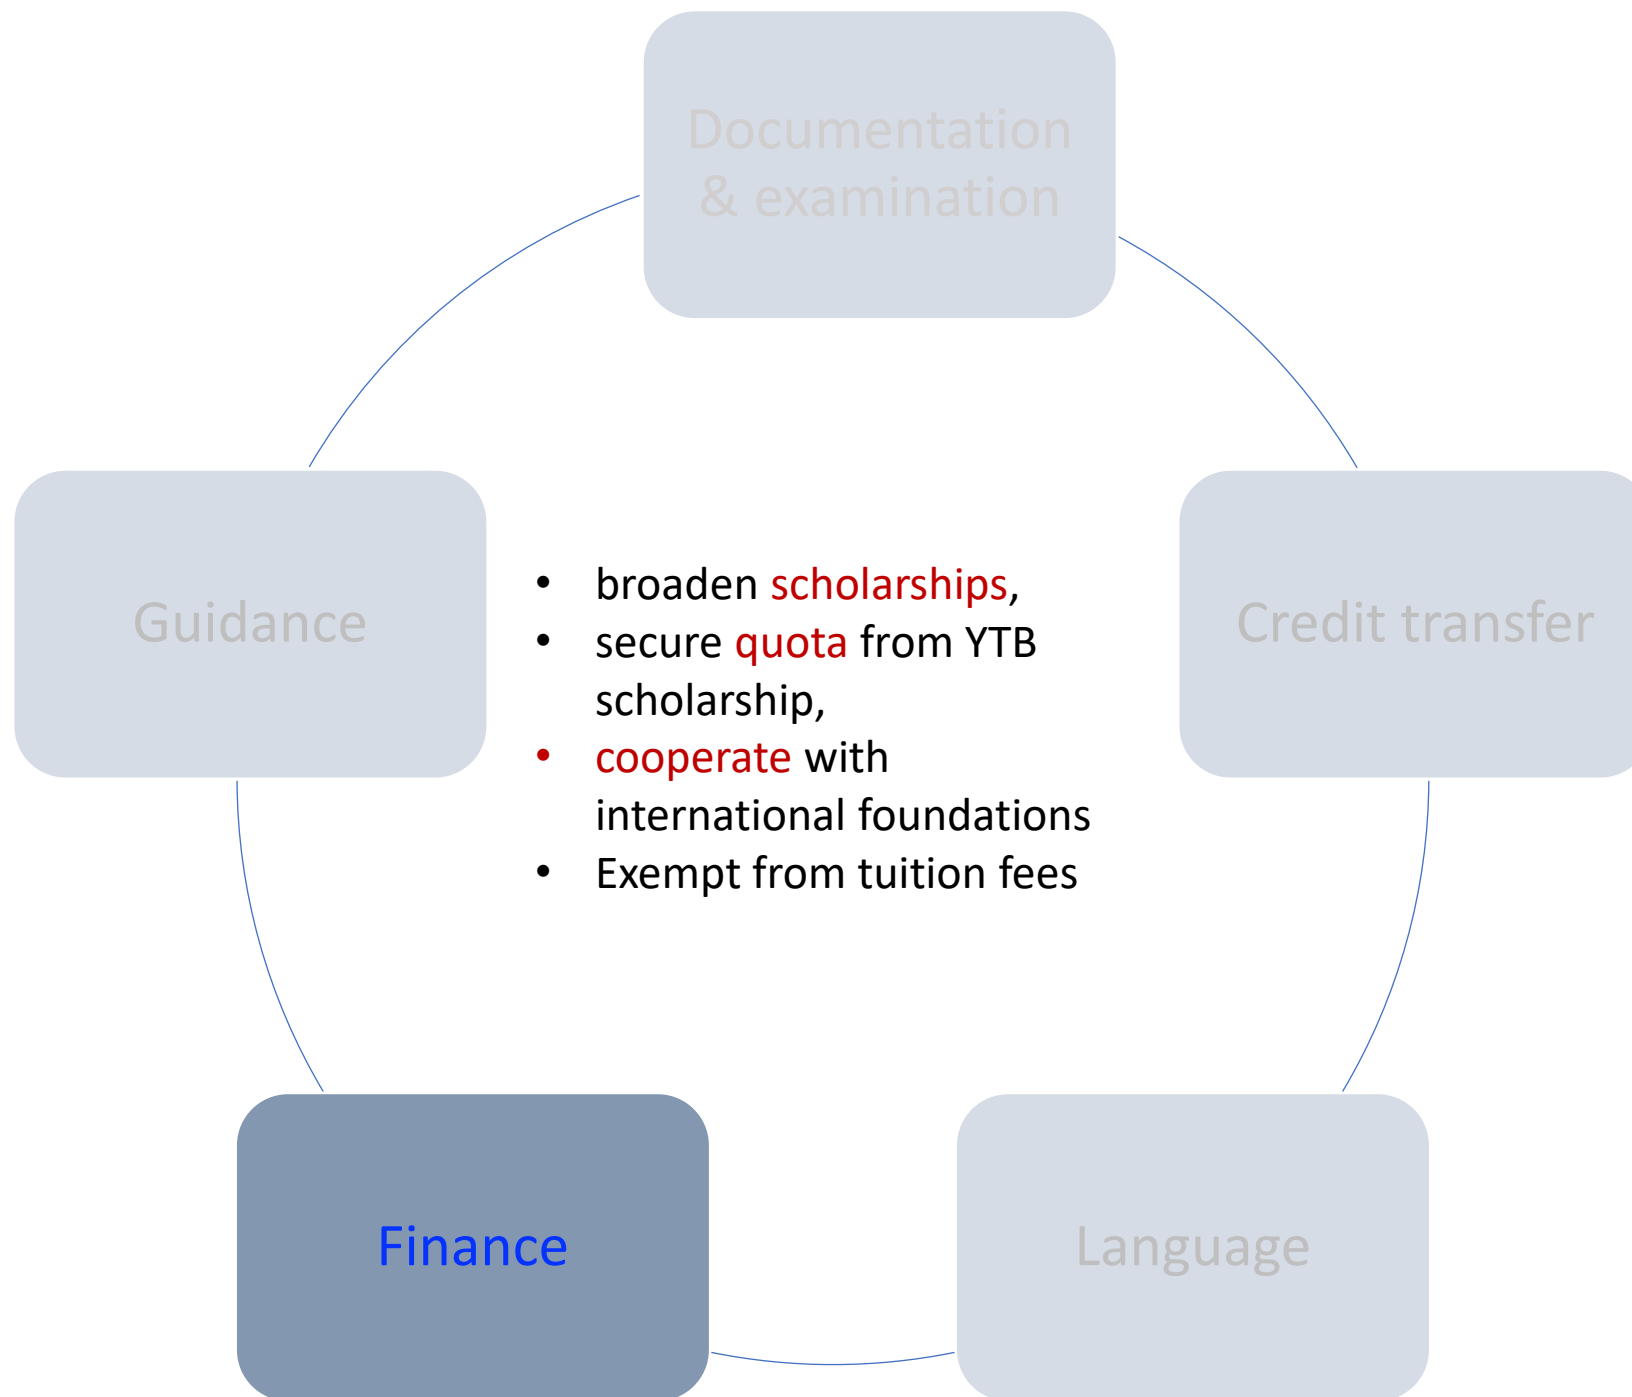 Documentation
& examination
Guidance
Credit transfer
• broaden scholarships,
• secure quota from YTB
scholarship,
• cooperate with
international foundations
• Exempt from tuition fees
Finance
Language